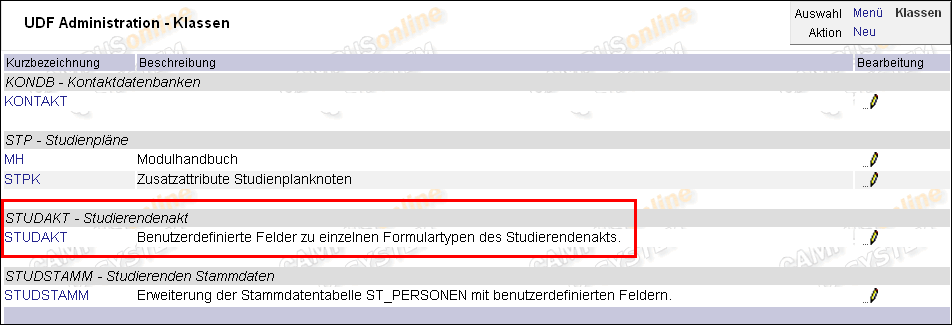 UDF Administration - Klassen
Auswahl Menü Klassen
Aktion Neu
Kurzbezeichnung Beschreibung Bearbeitung
KONDB - Kontaktdatenbanken
KONTAKT
STP - Studienpläne
MH Modulhandbuch
STPK Zusatzattribute Studienplanknoten
STUDAKT - Studierendenakt
STUDAKT Benutzerdefinierte Felder zu einzelnen Formulartypen des Studierendenakts.
STUDSTAMM - Studierenden Stammdaten
STUDSTAMM Erweiterung der Stammdatentabelle ST_PERSONEN mit benutzerdefinierten Feldern.